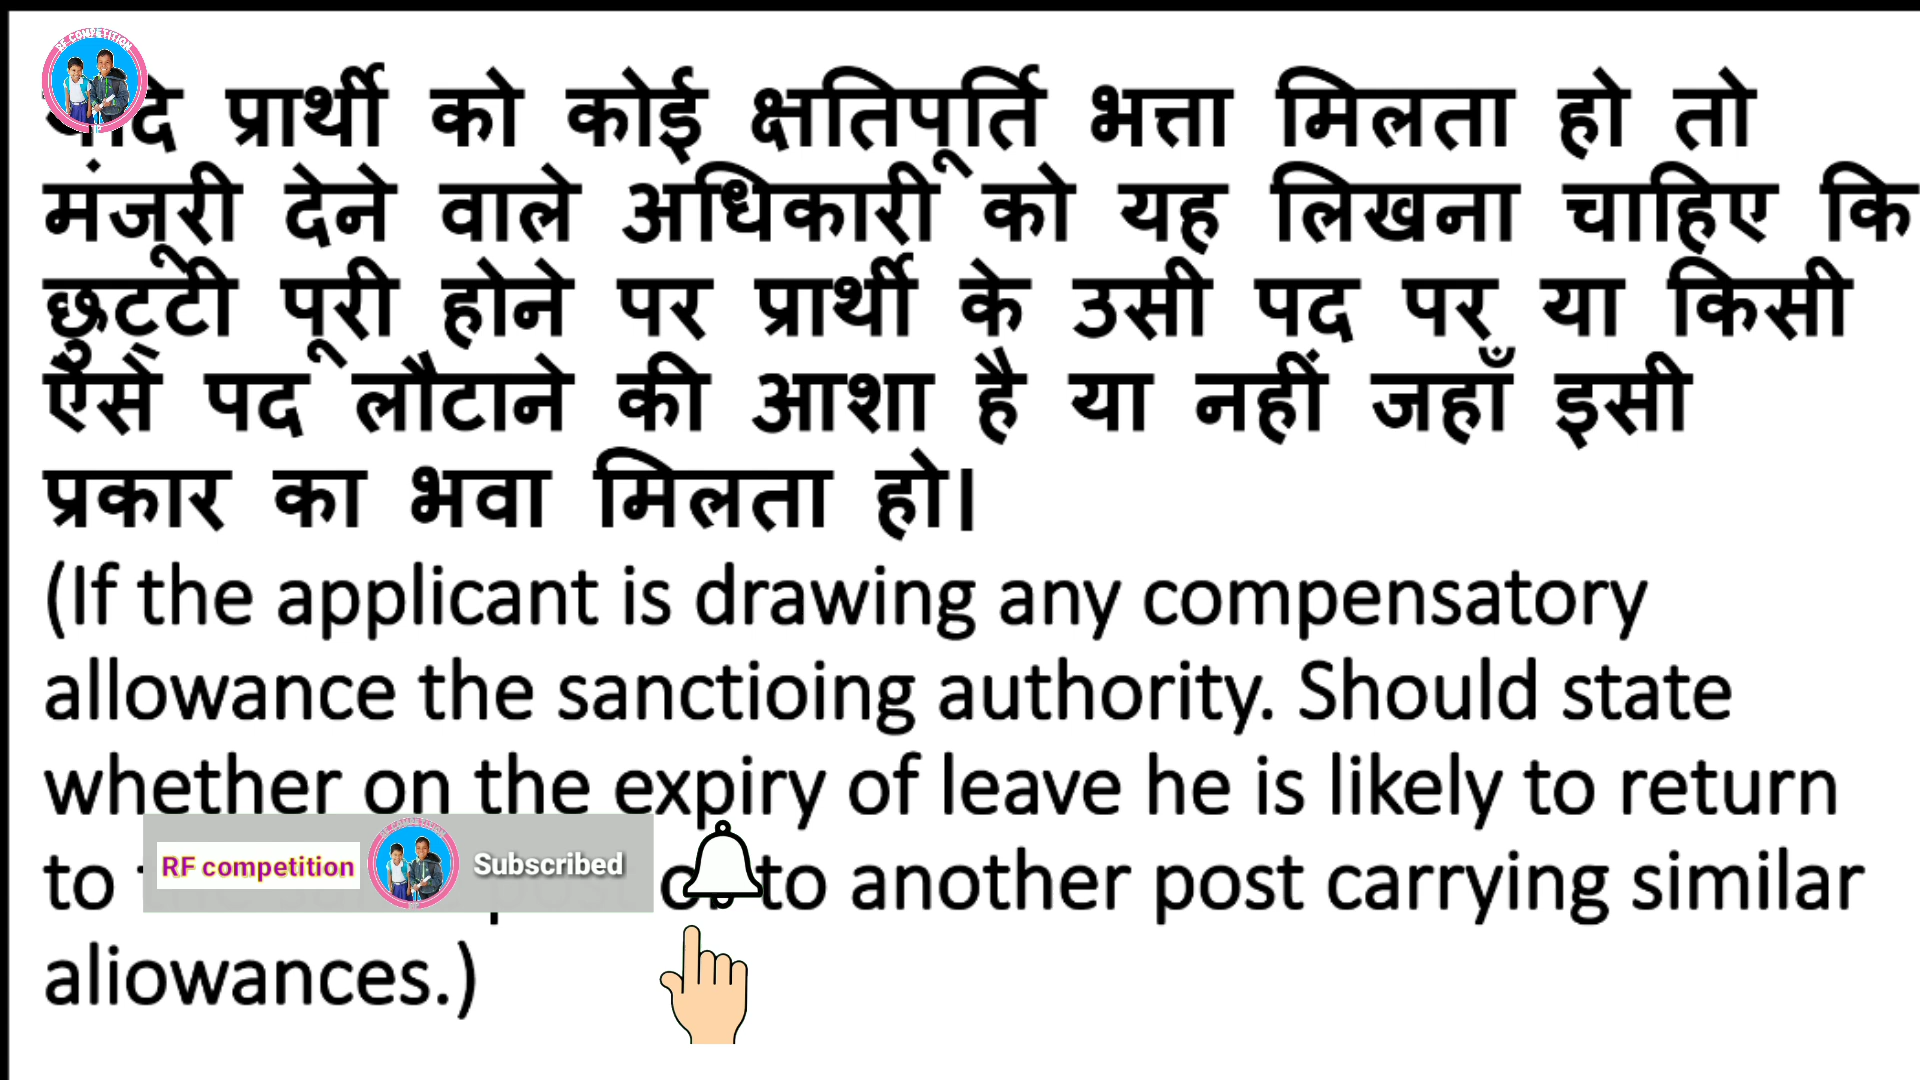 RF COMPETITION
प्रार्थी को कोई क्षतिपूर्ति भत्ता मिलता हो तो
मंजूरी देने वाले अधिकारी को यह लिखना चाहिए कि
छुट्टी पूरी होने पर प्रार्थी के उसी पद पर या किसी
ऐसे पद लौटाने की आशा है या नहीं जहाँ इसी
प्रकार का भवा मिलता हो।
(If the applicant is drawing any compensatory
allowance the sanctioing authority. Should state
whether on the expiry of leave he is likely to return
to to another post carrying similar
RF competition
Subscribed
aliowances.)